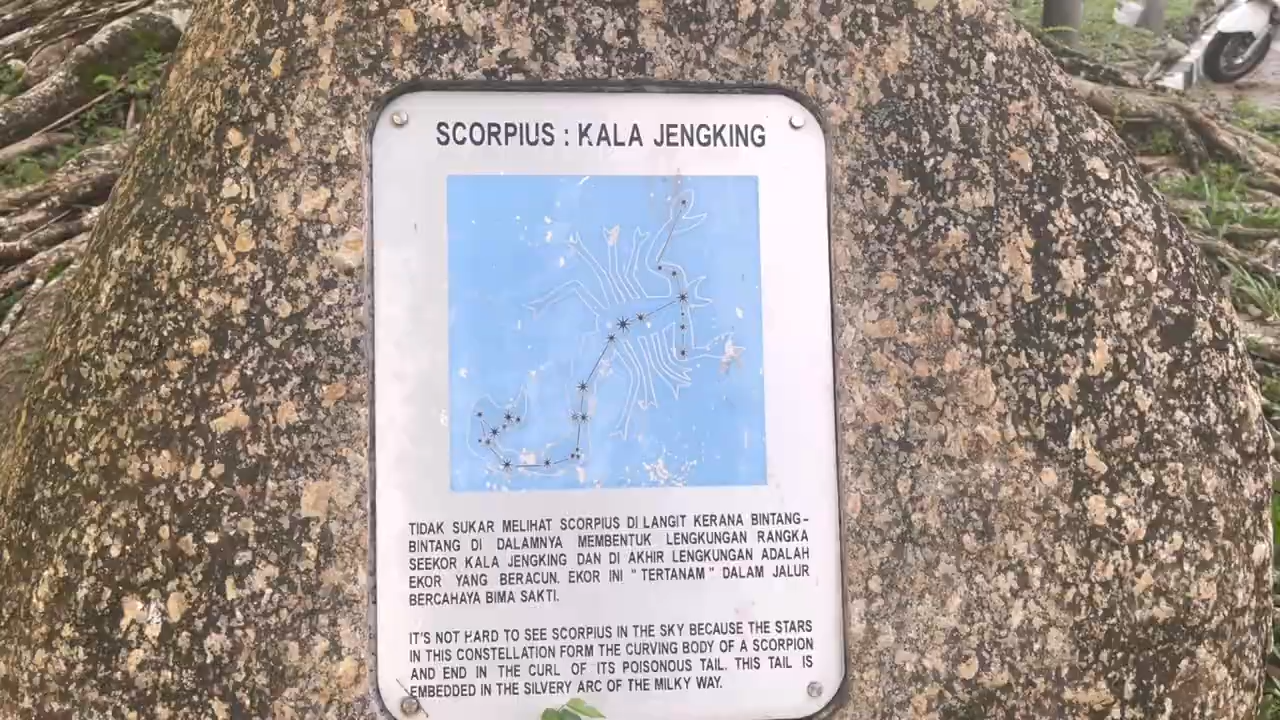 SCORPIUS : KALA JENGKING
TIDAK SUKAR MELIHAT SCORPIUS DI LANGIT KERANA BINTANG-
BINTANG DI DALAMNYA MEMBENTUK LENGKUNGAN RANGKA
SEEKOR KALA JENGKING DAN DI AKHIR LENGKUNGAN ADALAH
EKOR YANG BERACUN. EKOR INI "TERTANAM" DALAM JALUR
BERCAHAYA BIMA SAKTI.
IT'S NOT HARD TO SEE SCORPIUS IN THE SKY BECAUSE THE STARS
IN THIS CONSTELLATION FORM THE CURVING BODY OF A SCORPION
AND END IN THE CURL OF ITS POISONOUS TAIL. THIS TAIL IS
EMBEDDED IN THE SILVERY ARC OF THE MILKY WAY.